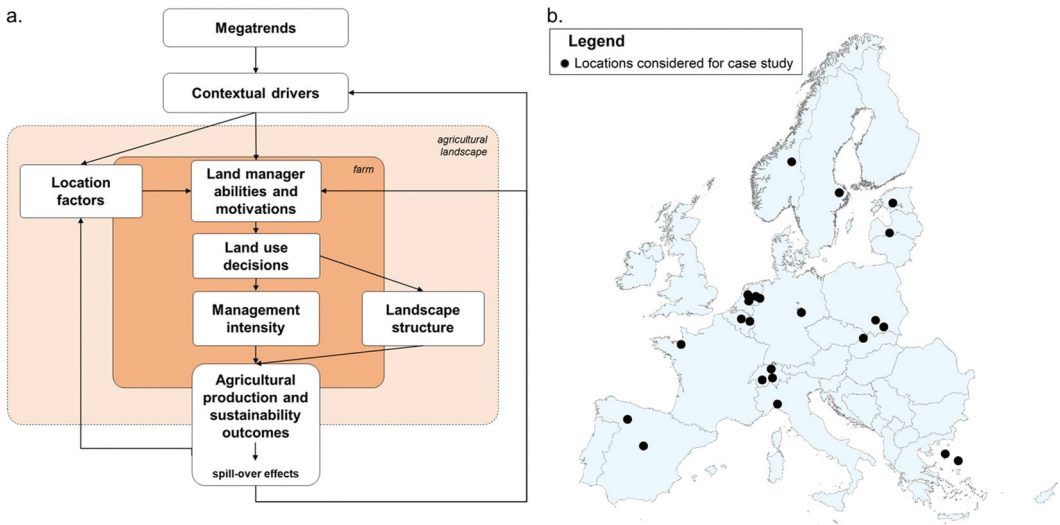 a.
Megatrends
Contextual drivers
agricultural
landscape
farm
Location
factors
Land manager
abilities and
motivations
Land use
decisions
Management
intensity
Landscape
structure
Agricultural
production and
sustainability
outcomes
spill-over effects
b.
Legend
Locations considered for case study